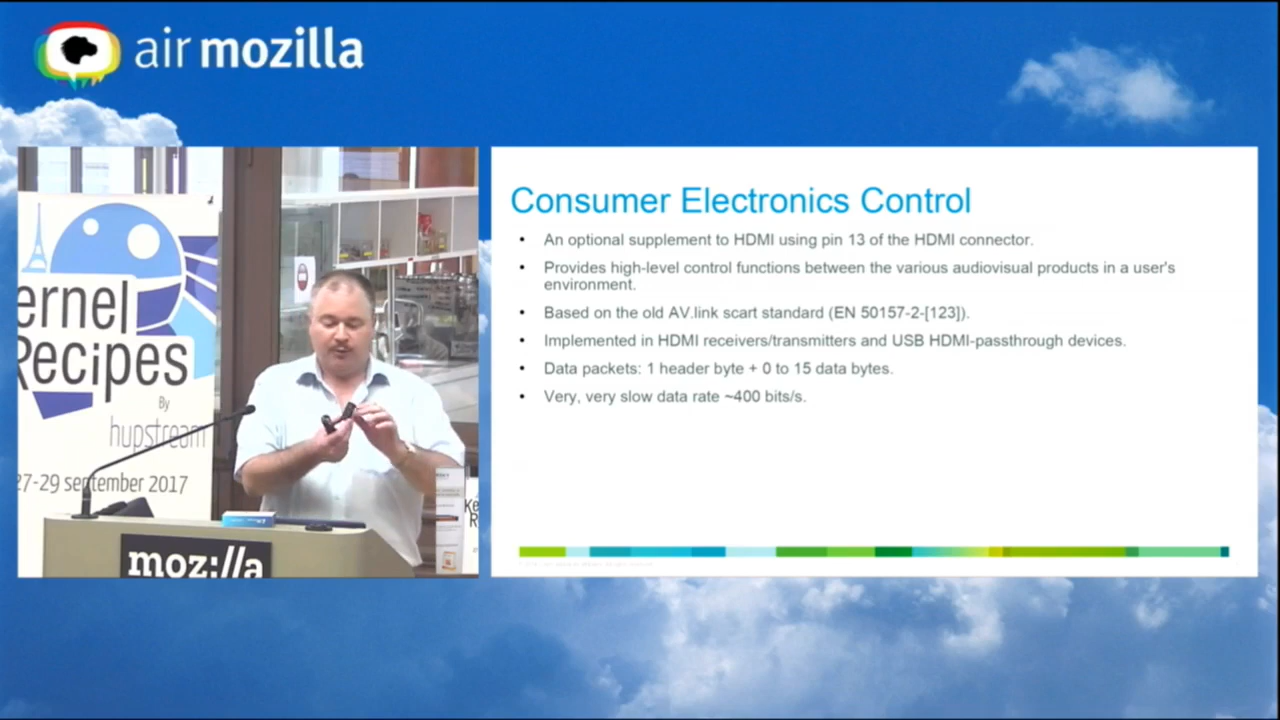 air mozilla
ernel
Recipes
By
hupstream
27-29 september 2017
moz://a
Ke
R
Consumer Electronics Control
• An optional supplement to HDMI using pin 13 of the HDMI connector.
• Provides high-level control functions between the various audiovisual products in a user's
environment.
• Based on the old AV.link scart standard (EN 50157-2-[123]).
• Implemented in HDMI receivers/transmitters and USB HDMI-passthrough devices.
• Data packets: 1 header byte + 0 to 15 data bytes.
• Very, very slow data rate ~400 bits/s.